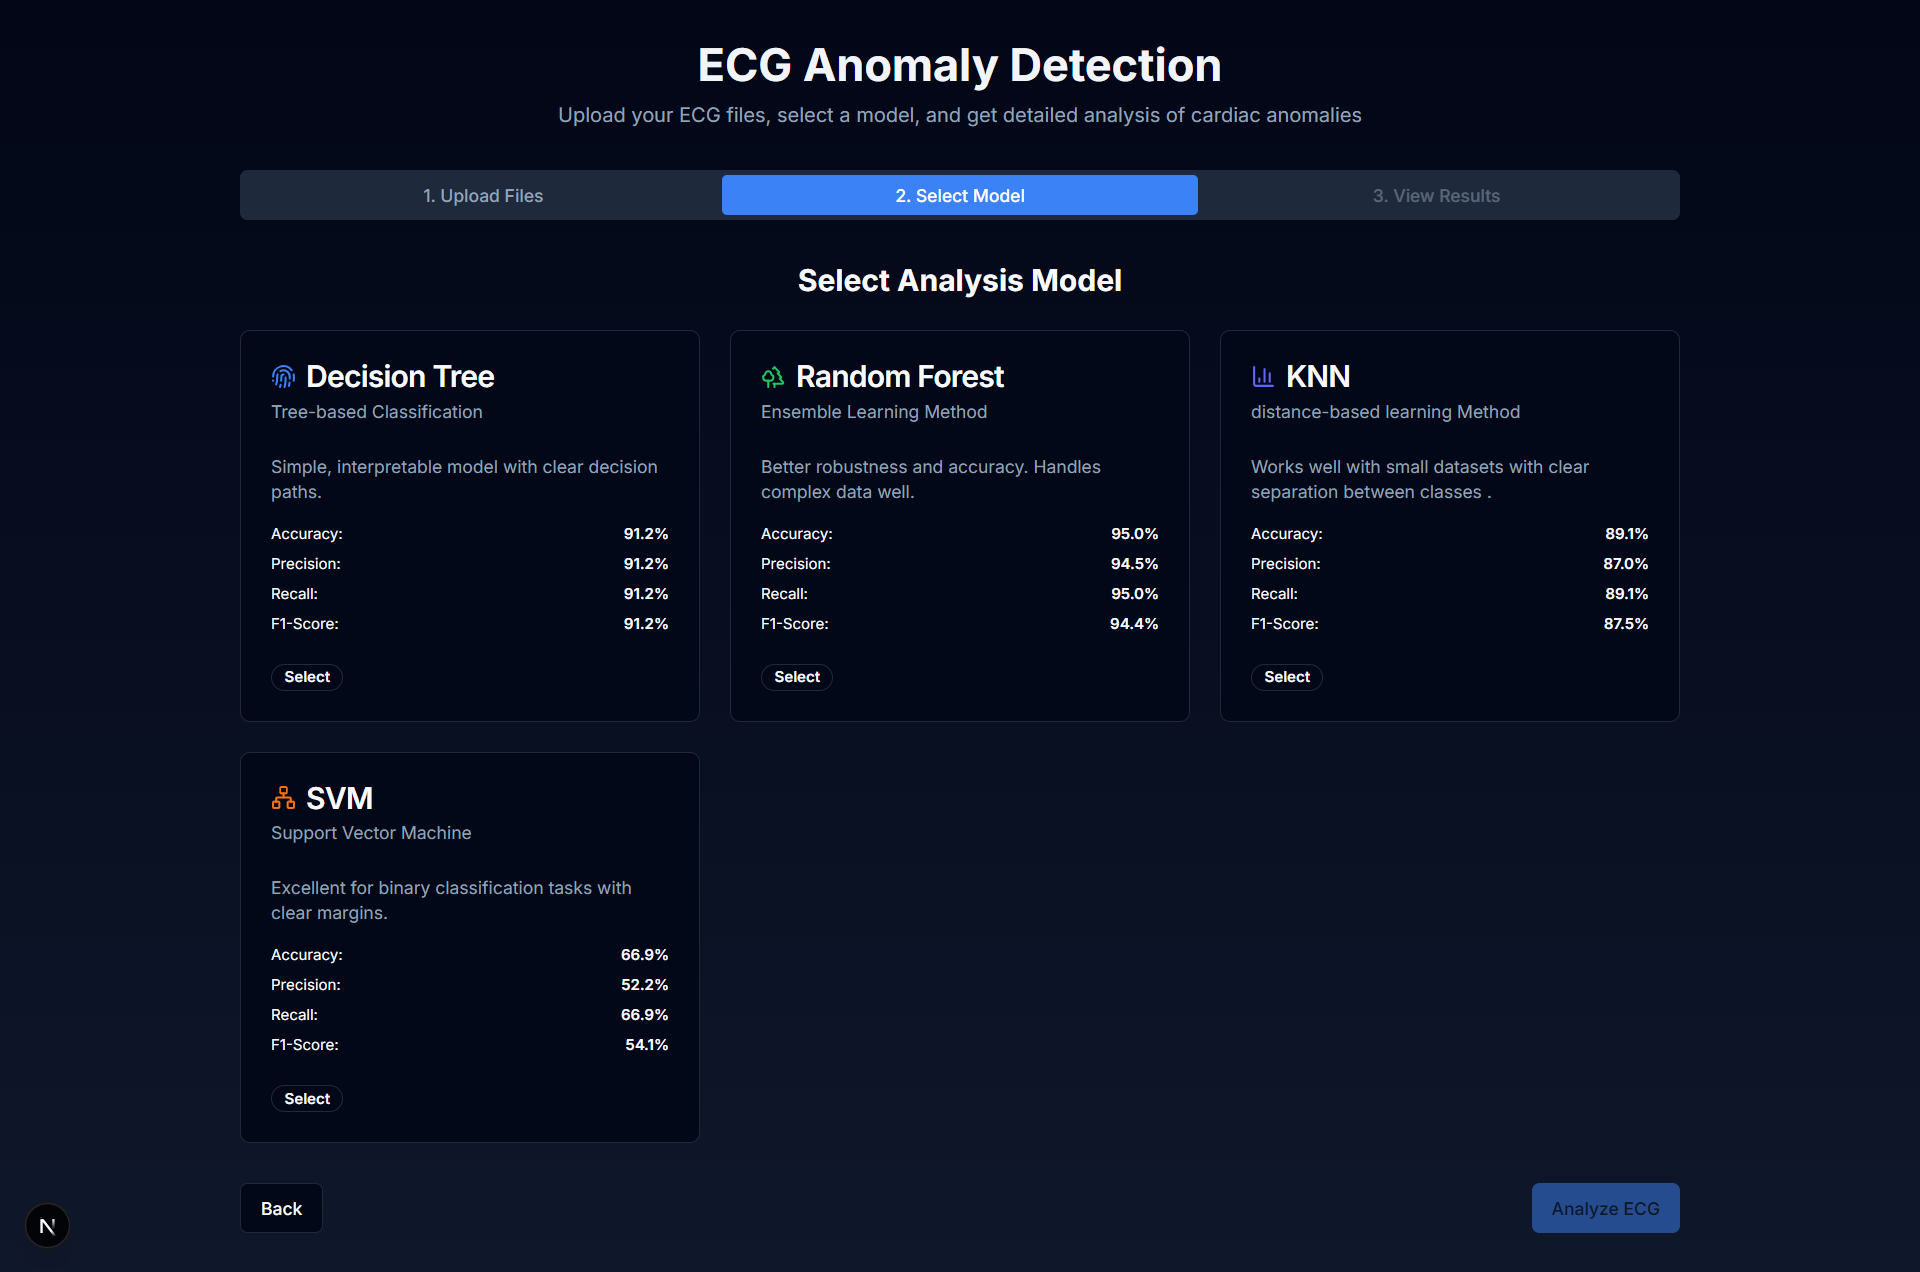 ECG Anomaly Detection
Upload your ECG files, select a model, and get detailed analysis of cardiac anomalies
1. Upload Files
2. Select Model
3. View Results
Select Analysis Model
Decision Tree
Tree-based Classification
Simple, interpretable model with clear decision
paths.
Accuracy: 91.2%
Precision: 91.2%
Recall: 91.2%
F1-Score: 91.2%
Select
Random Forest
Ensemble Learning Method
Better robustness and accuracy. Handles
complex data well.
Accuracy: 95.0%
Precision: 94.5%
Recall: 95.0%
F1-Score: 94.4%
Select
KNN
distance-based learning Method
Works well with small datasets with clear
separation between classes .
Accuracy: 89.1%
Precision: 87.0%
Recall: 89.1%
F1-Score: 87.5%
Select
SVM
Support Vector Machine
Excellent for binary classification tasks with
clear margins.
Accuracy: 66.9%
Precision: 52.2%
Recall: 66.9%
F1-Score: 54.1%
Select
Back
Analyze ECG
N